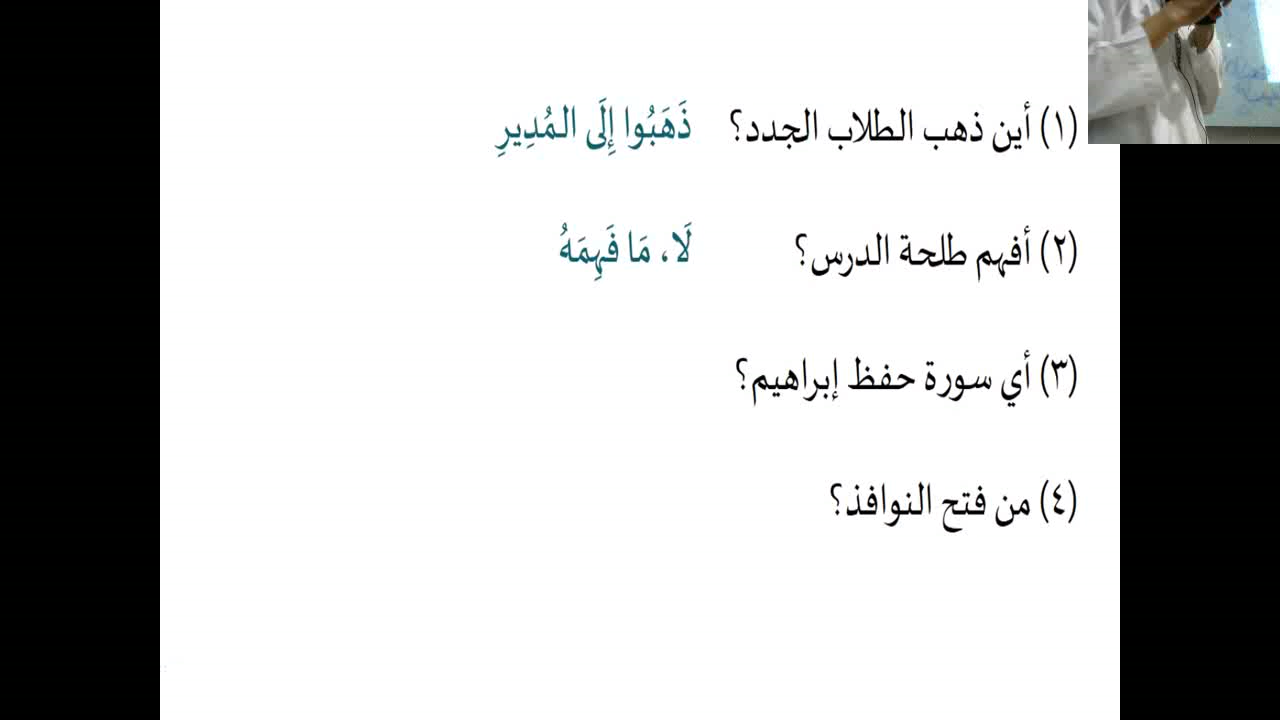 (١) أين ذهب الطلاب الجدد؟ ذَهَبُوا إِلَى المُدِيرِ
(٢) أفهم طلحة الدرس؟ لَا، مَا فَهِمَهُ
(٣) أي سورة حفظ إبراهيم؟
(٤) من فتح النوافذ؟